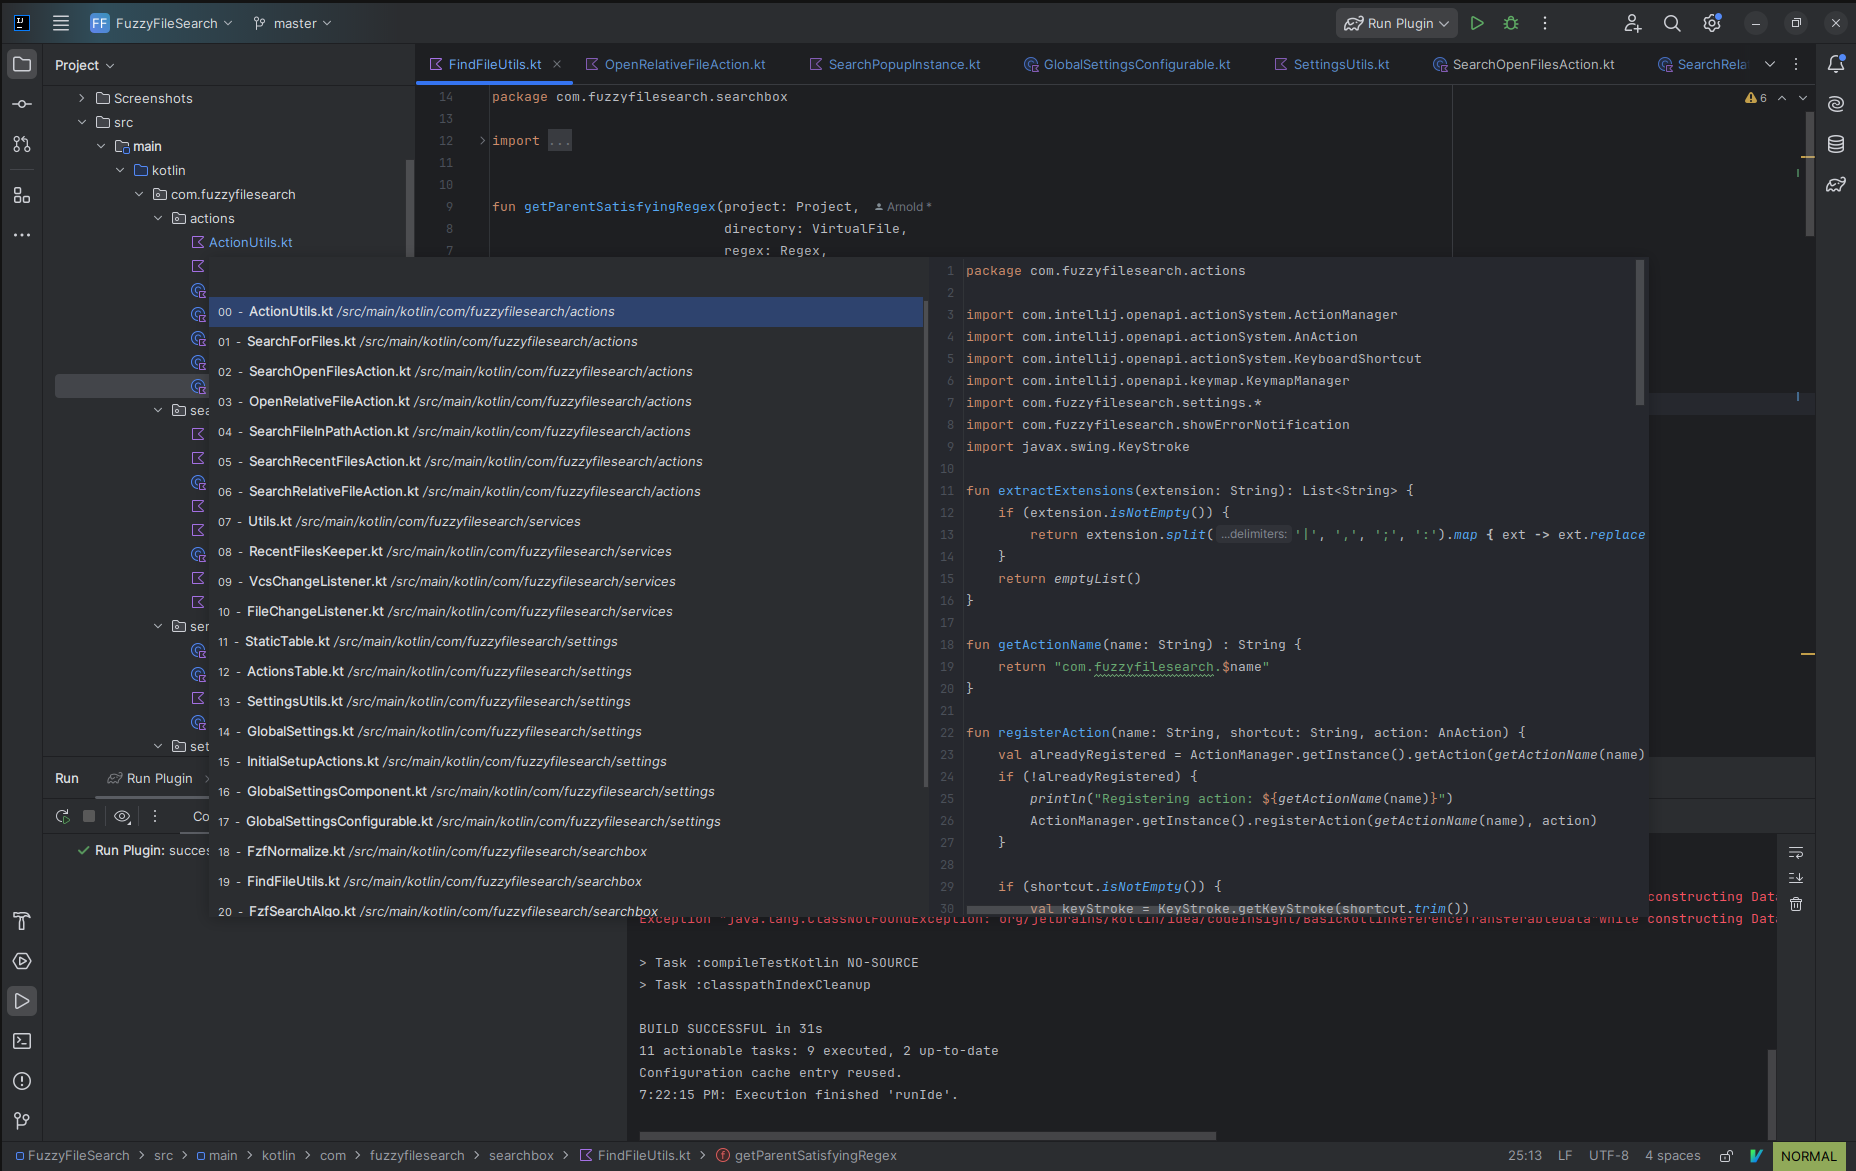 FF FuzzyFileSearch master Run Plugin
Project
FindFileUtils.kt OpenRelativeFileAction.kt SearchPopupInstance.kt GlobalSettingsConfigurable.kt SettingsUtils.kt SearchOpenFilesAction.kt SearchRela
Screenshots
src
main
kotlin
com.fuzzyfilesearch
actions
ActionUtils.kt
sea
ser
set
14 package com.fuzzyfilesearch.searchbox
6
13
12 import ...
11
10
9 fun getParentSatisfyingRegex(project: Project, Arnold *
8 directory: VirtualFile,
7 regex: Regex,
00 - ActionUtils.kt /src/main/kotlin/com/fuzzyfilesearch/actions
01 - SearchForFiles.kt /src/main/kotlin/com/fuzzyfilesearch/actions
02 - SearchOpenFilesAction.kt /src/main/kotlin/com/fuzzyfilesearch/actions
03 - OpenRelativeFileAction.kt /src/main/kotlin/com/fuzzyfilesearch/actions
04 - SearchFileInPathAction.kt /src/main/kotlin/com/fuzzyfilesearch/actions
05 - SearchRecentFilesAction.kt /src/main/kotlin/com/fuzzyfilesearch/actions
06 - SearchRelativeFileAction.kt /src/main/kotlin/com/fuzzyfilesearch/actions
07 - Utils.kt /src/main/kotlin/com/fuzzyfilesearch/services
08 - RecentFilesKeeper.kt /src/main/kotlin/com/fuzzyfilesearch/services
09 - VcsChangeListener.kt /src/main/kotlin/com/fuzzyfilesearch/services
10 - FileChangeListener.kt /src/main/kotlin/com/fuzzyfilesearch/services
11 - StaticTable.kt /src/main/kotlin/com/fuzzyfilesearch/settings
12 - ActionsTable.kt /src/main/kotlin/com/fuzzyfilesearch/settings
13 - SettingsUtils.kt /src/main/kotlin/com/fuzzyfilesearch/settings
14 - GlobalSettings.kt /src/main/kotlin/com/fuzzyfilesearch/settings
15 - InitialSetupActions.kt /src/main/kotlin/com/fuzzyfilesearch/settings
16 - GlobalSettingsComponent.kt /src/main/kotlin/com/fuzzyfilesearch/settings
17 - GlobalSettingsConfigurable.kt /src/main/kotlin/com/fuzzyfilesearch/settings
18 - FzfNormalize.kt /src/main/kotlin/com/fuzzyfilesearch/searchbox
19 - FindFileUtils.kt /src/main/kotlin/com/fuzzyfilesearch/searchbox
20 - FzfSearchAlgo.kt /src/main/kotlin/com/fuzzyfilesearch/searchbox
1 package com.fuzzyfilesearch.actions
2
3 import com.intellij.openapi.actionSystem.ActionManager
4 import com.intellij.openapi.actionSystem.AnAction
5 import com.intellij.openapi.actionSystem.KeyboardShortcut
6 import com.intellij.openapi.keymap.KeymapManager
7 import com.fuzzyfilesearch.settings.*
8 import com.fuzzyfilesearch.showErrorNotification
9 import javax.swing.KeyStroke
10
11 fun extractExtensions(extension: String): List<String> {
12 if (extension.isNotEmpty()) {
13 return extension.split( ...delimiters: '|', ',', ';', ':').map { ext -> ext.replace
14 }
15 return emptyList()
16 }
17
18 fun getActionName(name: String) : String {
19 return "com.fuzzyfilesearch.$name"
20 }
21
22 fun registerAction(name: String, shortcut: String, action: AnAction) {
23 val alreadyRegistered = ActionManager.getInstance().getAction(getActionName(name)
24 if (!alreadyRegistered) {
25 println("Registering action: ${getActionName(name)}")
26 ActionManager.getInstance().registerAction(getActionName(name), action)
27 }
28
29 if (shortcut.isNotEmpty()) {
30 val keyStroke = KeyStroke.getKeyStroke(shortcut.trim())
Run Run Plugin
Co
Run Plugin: succes
constructing Dat
Exception "java.lang.ClassNotFoundException: org/jetbrains/kotlin/idea/codeInsight/BasicKotlinReferenceTransferableData"while constructing Dat
> Task :compileTestKotlin NO-SOURCE
> Task :classpathIndexCleanup
BUILD SUCCESSFUL in 31s
11 actionable tasks: 9 executed, 2 up-to-date
Configuration cache entry reused.
7:22:15 PM: Execution finished 'runIde'.
FuzzyFileSearch > src > main > kotlin > com > fuzzyfilesearch > searchbox > FindFileUtils.kt > getParentSatisfyingRegex
25:13 LF UTF-8 4 spaces NORMAL